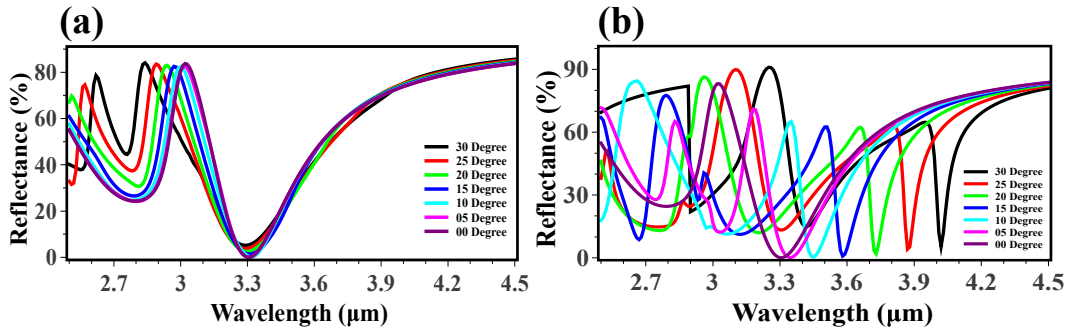 (a)
Reflectance (%)
80
60
40
20
0
30 Degree
25 Degree
20 Degree
15 Degree
10 Degree
05 Degree
00 Degree
2.7 3 3.3 3.6 3.9 4.2 4.5
Wavelength (μm)
(b)
Reflectance (%)
90
60
30
0
30 Degree
25 Degree
20 Degree
15 Degree
10 Degree
05 Degree
00 Degree
2.7 3 3.3 3.6 3.9 4.2 4.5
Wavelength (μm)